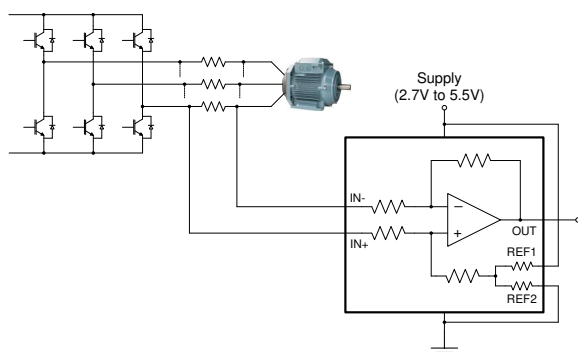 Supply
(2.7V to 5.5V)
IN-
−
+
OUT
IN+
REF1
REF2